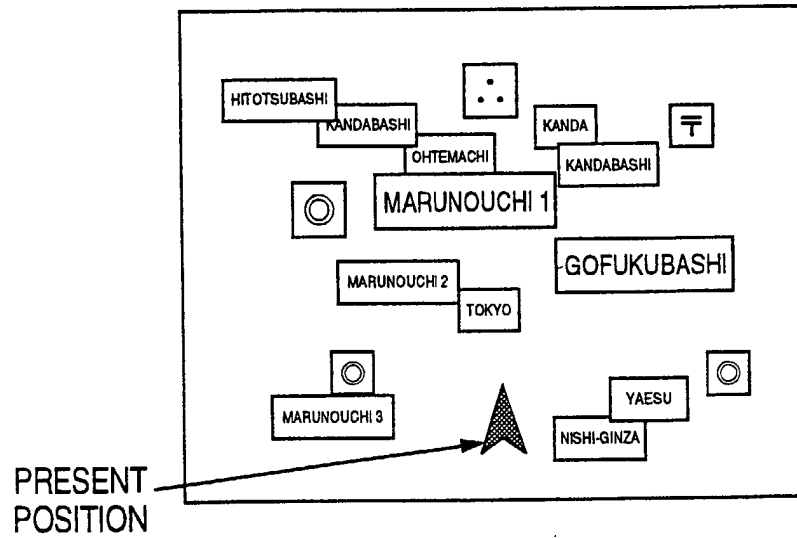 HITOTSUBASHI
KANDABASHI
KANDA
OHTEMACHI
KANDABASHI
MARUNOUCHI 1
GOFUKUBASHI
MARUNOUCHI 2
TOKYO
YAESU
MARUNOUCHI 3
NISHI-GINZA
PRESENT
POSITION